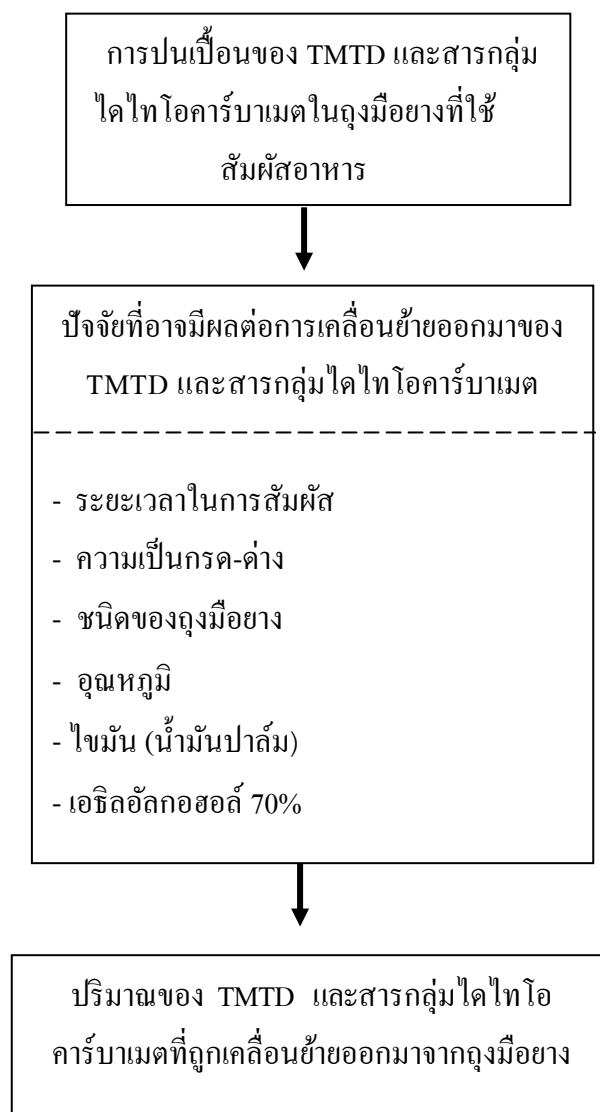 การปนเปื้อนของ TMTD และสารกลุ่ม
ไดไทโอคาร์บาเมตในถุงมือยางที่ใช้
สัมผัสอาหาร
ปัจจัยที่อาจมีผลต่อการเคลื่อนย้ายออกมาของ
TMTD และสารกลุ่มไดไทโอคาร์บาเมต
- ระยะเวลาในการสัมผัส
- ความเป็นกรด-ด่าง
- ชนิดของถุงมือยาง
- อุณหภูมิ
- ไขมัน (น้ำมันปาล์ม)
- เอธิลอัลกอฮอล์ 70%
ปริมาณของ TMTD และสารกลุ่มไดไทโอ
คาร์บาเมตที่ถูกเคลื่อนย้ายออกมาจากถุงมือยาง